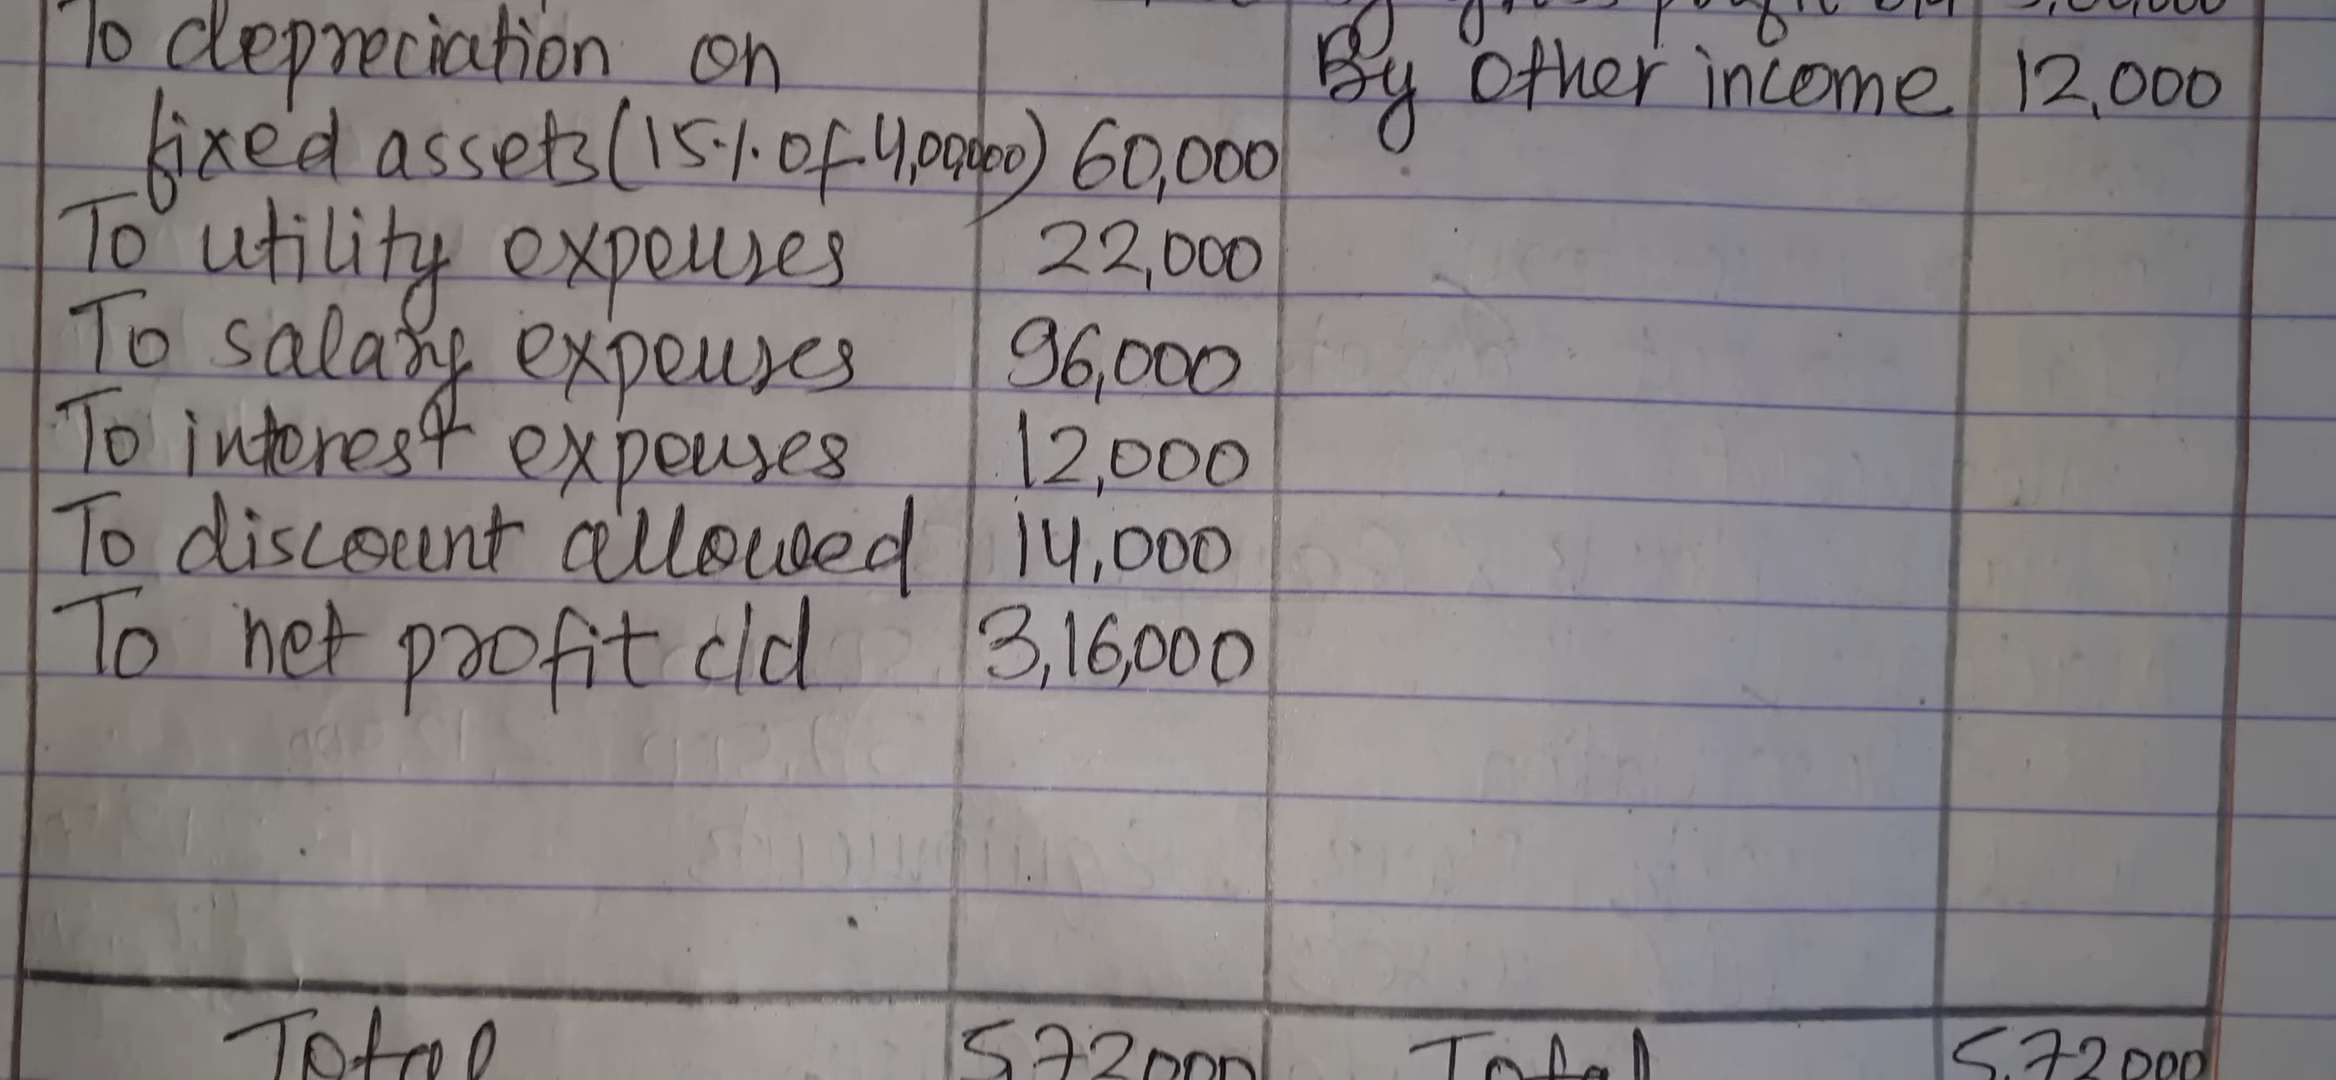 To depreciation on
fixed assets (15% of 4,00,000) 60,000
To utility expenses 22,000
To salary expenses 96,000
To interest expenses 12,000
To discount allowed 14,000
To net profit c/d 3,16,000
Total 572000
By other income 12,000
Total 5,72000